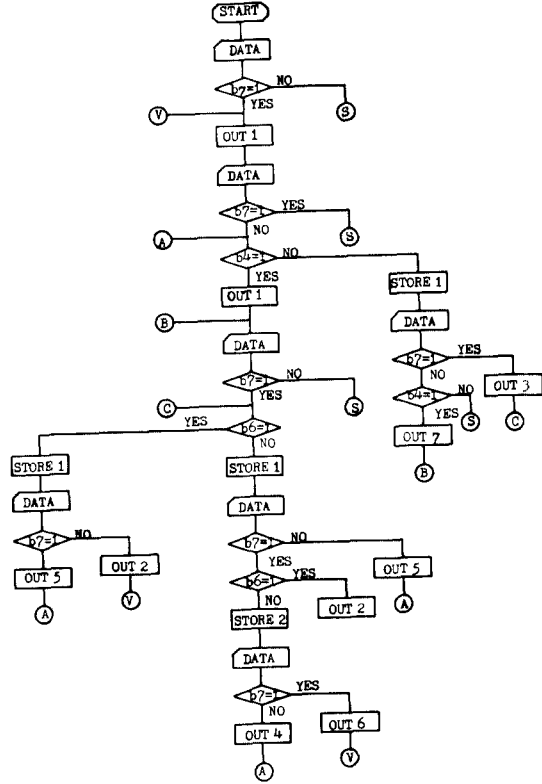 START
DATA
b7=1 NO
YES
V S
OUT 1
DATA
b7=1 YES
NO
A S
b4=1 NO
YES
STORE 1
OUT 1
B DATA
DATA
b7=1 YES
NO
b7=1 NO
YES
OUT 3
b4=1 NO
YES
C S S C
YES b6=1
NO
OUT 7
STORE 1 STORE 1 B
DATA DATA
b7=1 NO b7=1 NO
YES
OUT 5 OUT 2 b6=1 YES OUT 5
NO
A V OUT 2 A
STORE 2
DATA
b7=1 YES
NO
OUT 4 OUT 6
A V